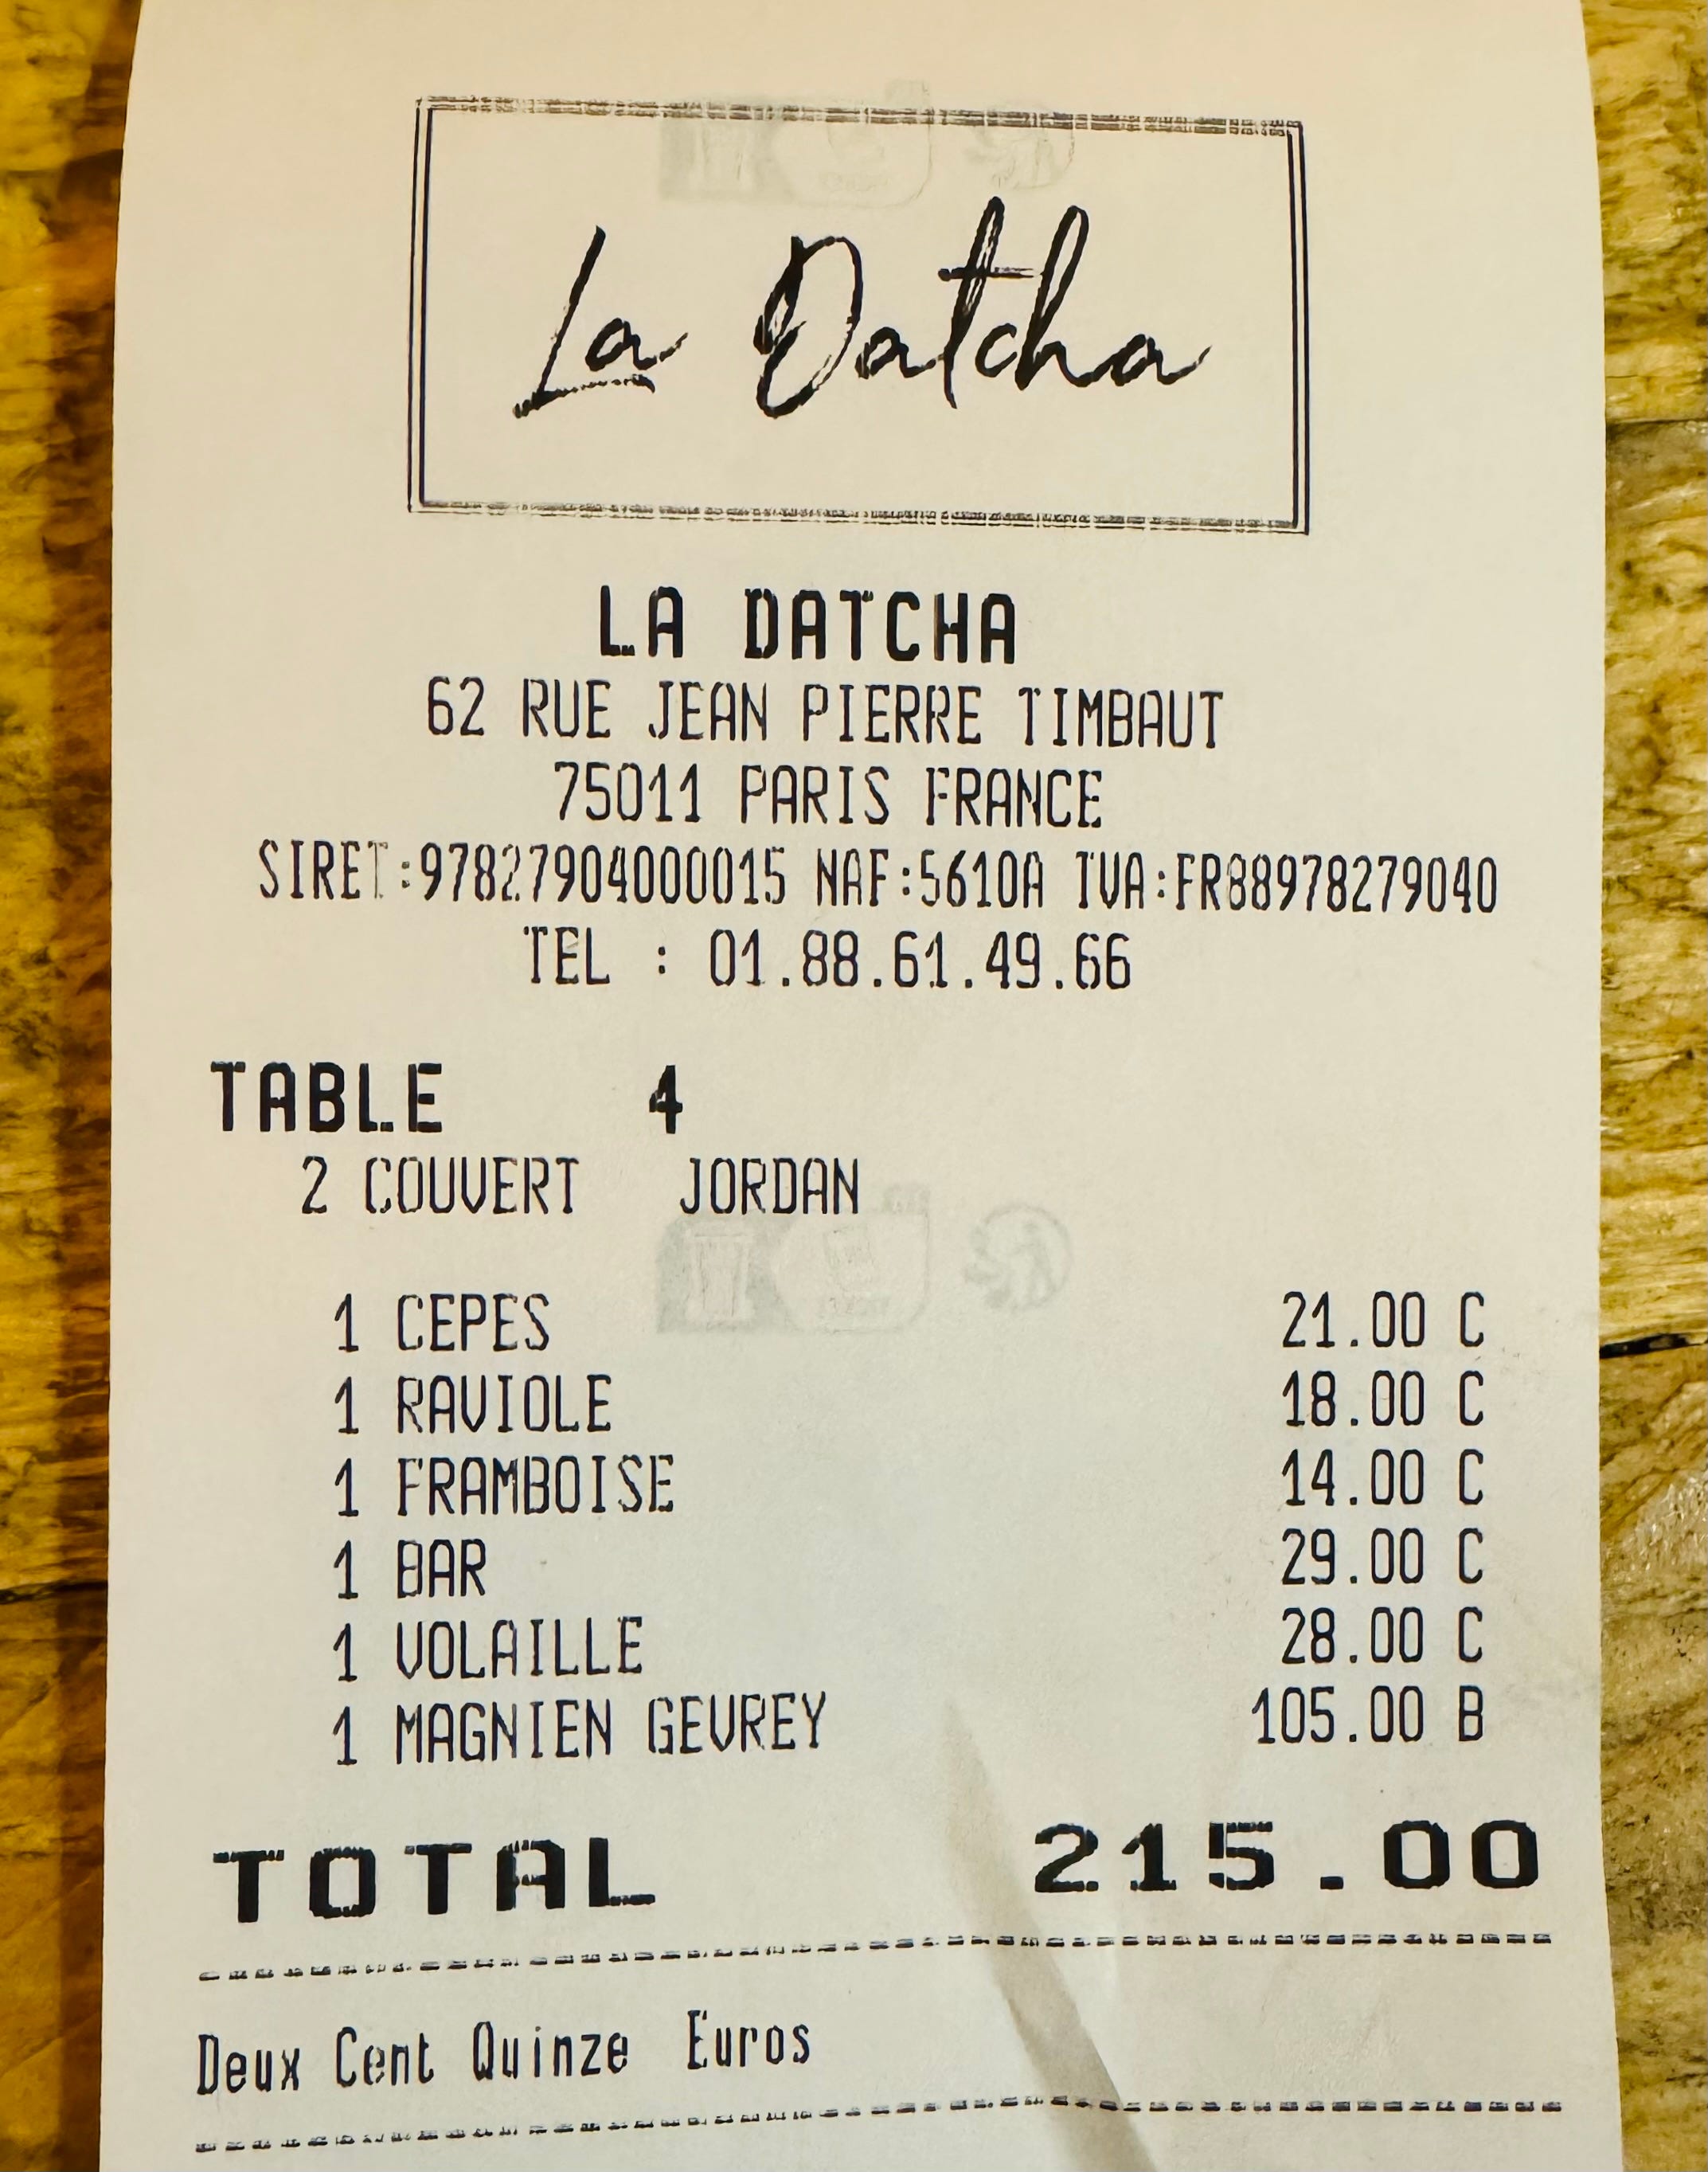 La Datcha
LA DATCHA
62 RUE JEAN PIERRE TIMBAUT
75011 PARIS FRANCE
SIRET:97827904000015 NAF:5610A TVA:FR88978279040
TEL : 01.88.61.49.66
TABLE 4
2 COUVERT JORDAN
1 CEPES 21.00 C
1 RAVIOLE 18.00 C
1 FRAMBOISE 14.00 C
1 BAR 29.00 C
1 VOLAILLE 28.00 C
1 MAGNIEN GEVREY 105.00 B
TOTAL 215.00
Deux Cent Quinze Euros